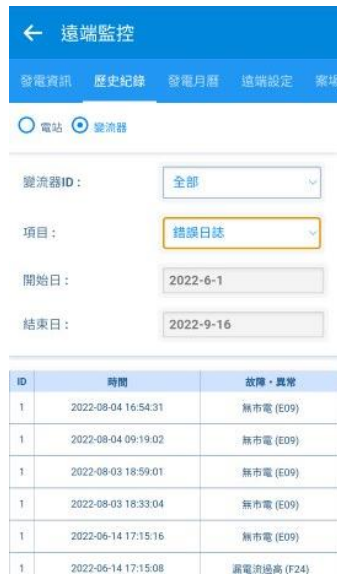 ← 遠端監控
發電資訊 歷史紀錄 發電月曆 遠端設定 案場
電站 變流器
變流器ID: 全部
項目: 錯誤日誌
開始日: 2022-6-1
結束日: 2022-9-16
ID 時間 故障・異常
1 2022-08-04 16:54:31 無市電 (E09)
1 2022-08-04 09:19:02 無市電 (E09)
1 2022-08-03 18:59:01 無市電 (E09)
1 2022-08-03 18:33:04 無市電 (E09)
1 2022-06-14 17:15:16 無市電 (E09)
1 2022-06-14 17:15:08 漏電流過高 (F24)